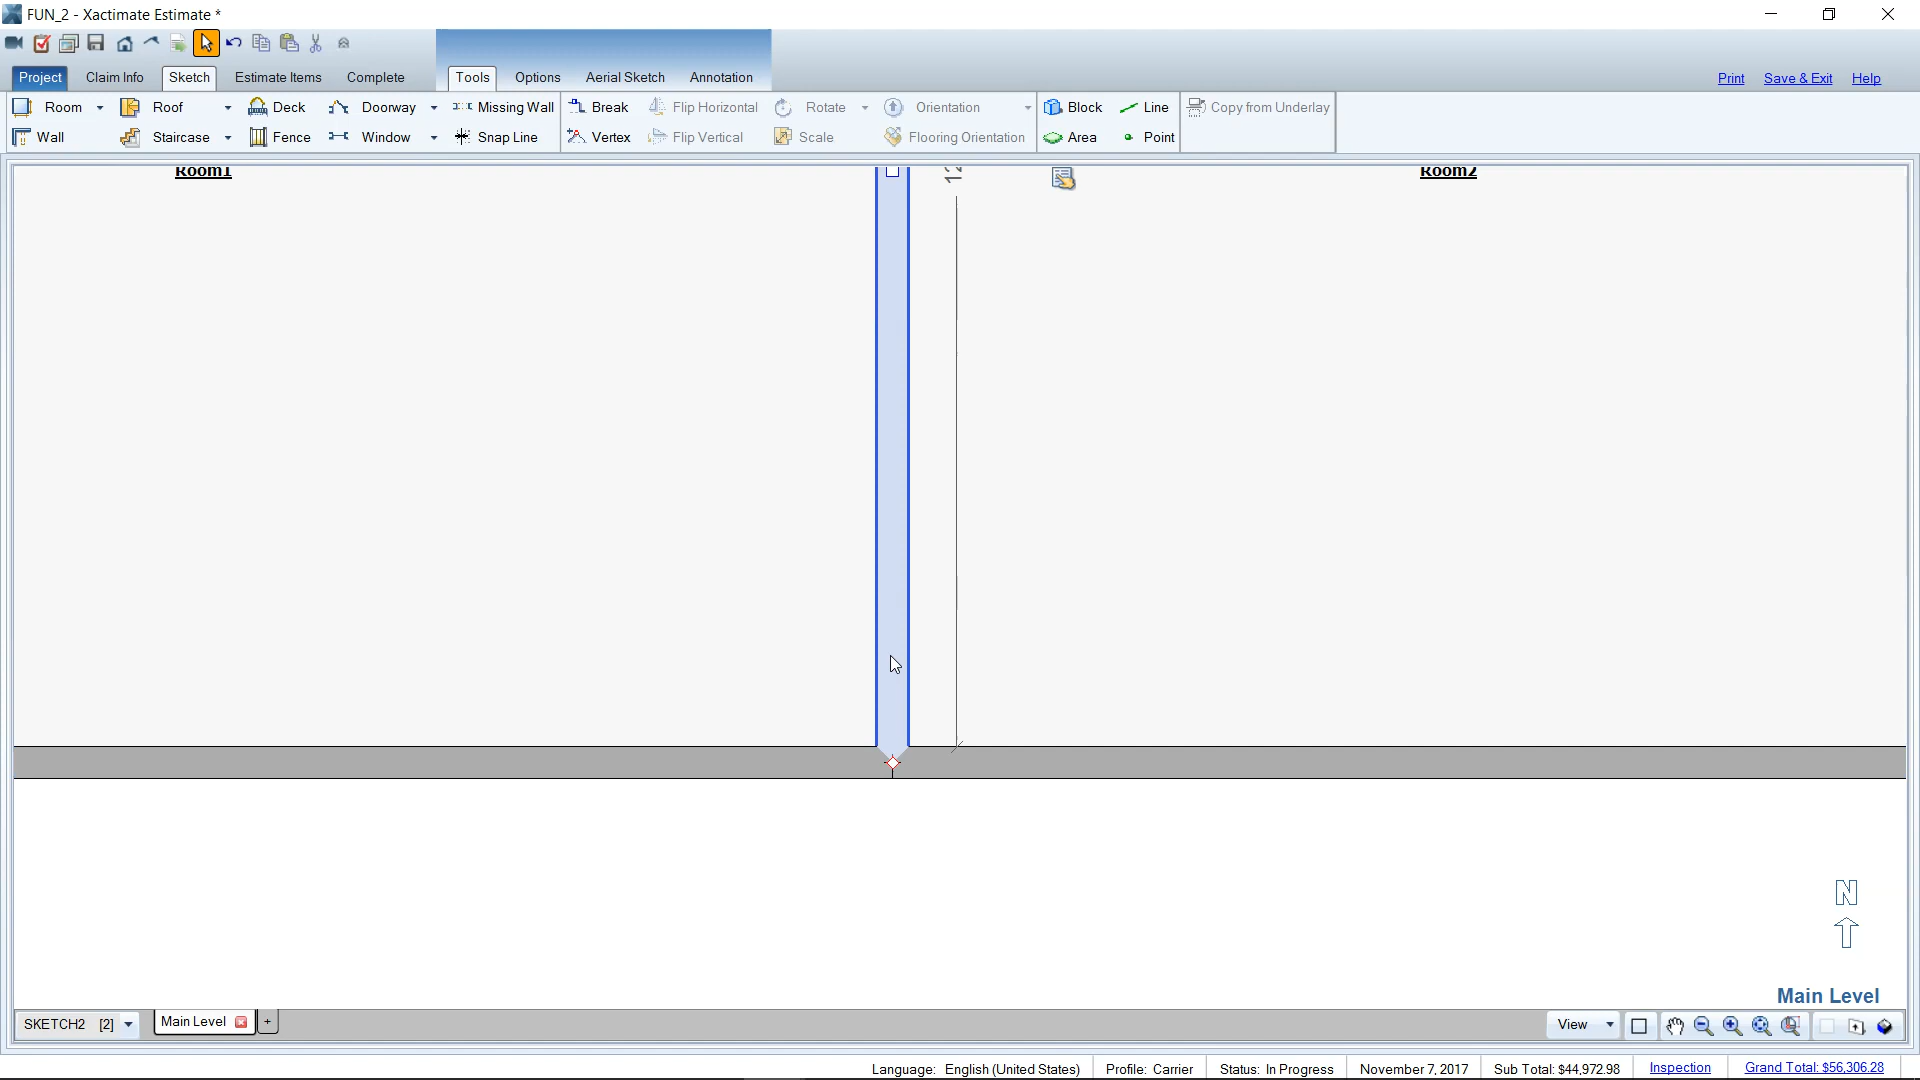 FUN_2 - Xactimate Estimate *
Project Claim Info Sketch Estimate Items Complete Tools Options Aerial Sketch Annotation Print Save & Exit Help
Room Roof Deck Doorway Missing Wall Break Flip Horizontal Rotate Orientation Block Line Copy from Underlay
Wall Staircase Fence Window Snap Line Vertex Flip Vertical Scale Flooring Orientation Area Point
Room1 Room2
N
Main Level
SKETCH2 [2] Main Level + View
Language: English (United States) Profile: Carrier Status: In Progress November 7, 2017 Sub Total: $44,972.98 Inspection Grand Total: $56,306.28